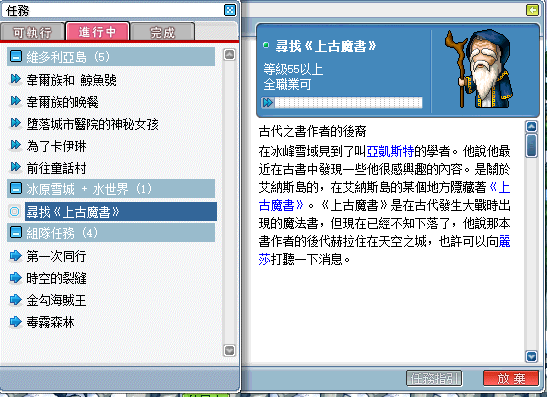 任務
可執行
進行中
完成
維多利亞島 (5)
韋爾族和 鯨魚號
韋爾族的晚餐
墮落城市醫院的神秘女孩
為了卡伊琳
前往童話村
冰原雪城 + 水世界 (1)
尋找《上古魔書》
組隊任務 (4)
第一次同行
時空的裂縫
金勾海賊王
毒霧森林
尋找《上古魔書》
等級55以上
全職業可
古代之書作者的後裔
在冰峰雪域見到了叫亞凱斯特的學者。他說他最
近在古書中發現一些他很感興趣的內容。是關於
艾納斯島的，在艾納斯島的某個地方隱藏著《上
古魔書》。《上古魔書》是在古代發生大戰時出
現的魔法書，但現在已經不知下落了，他說那本
書作者的後代赫拉住在天空之城，也許可以向麗
莎打聽一下消息。
任務指引
放棄